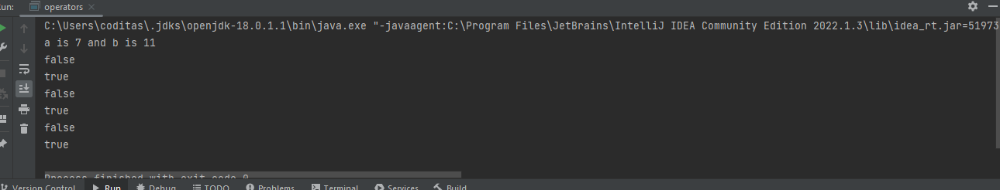 Run:
operators
C:\Users\coditas\.jdks\openjdk-18.0.1.1\bin\java.exe "-javaagent:C:\Program Files\JetBrains\IntelliJ IDEA Community Edition 2022.1.3\lib\idea_rt.jar=51973
a is 7 and b is 11
false
true
false
true
false
true
Process finished with exit code 0
Version Control Run Debug TODO Problems Terminal Services Build